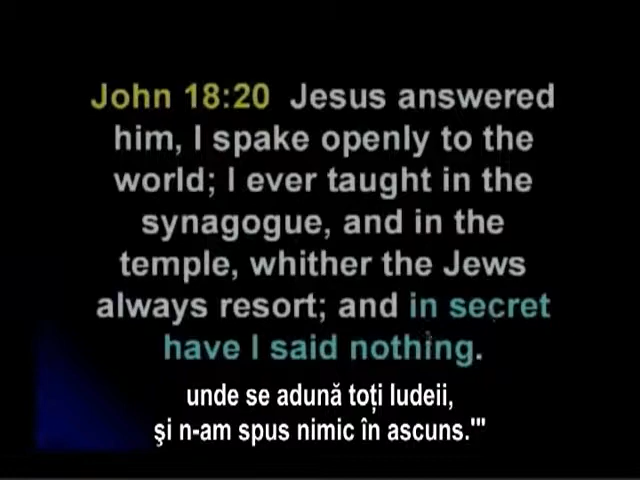 John 18:20 Jesus answered
him, I spake openly to the
world; I ever taught in the
synagogue, and in the
temple, whither the Jews
always resort; and in secret
have I said nothing.
unde se adună toţi Iudeii,
şi n-am spus nimic în ascuns.'"